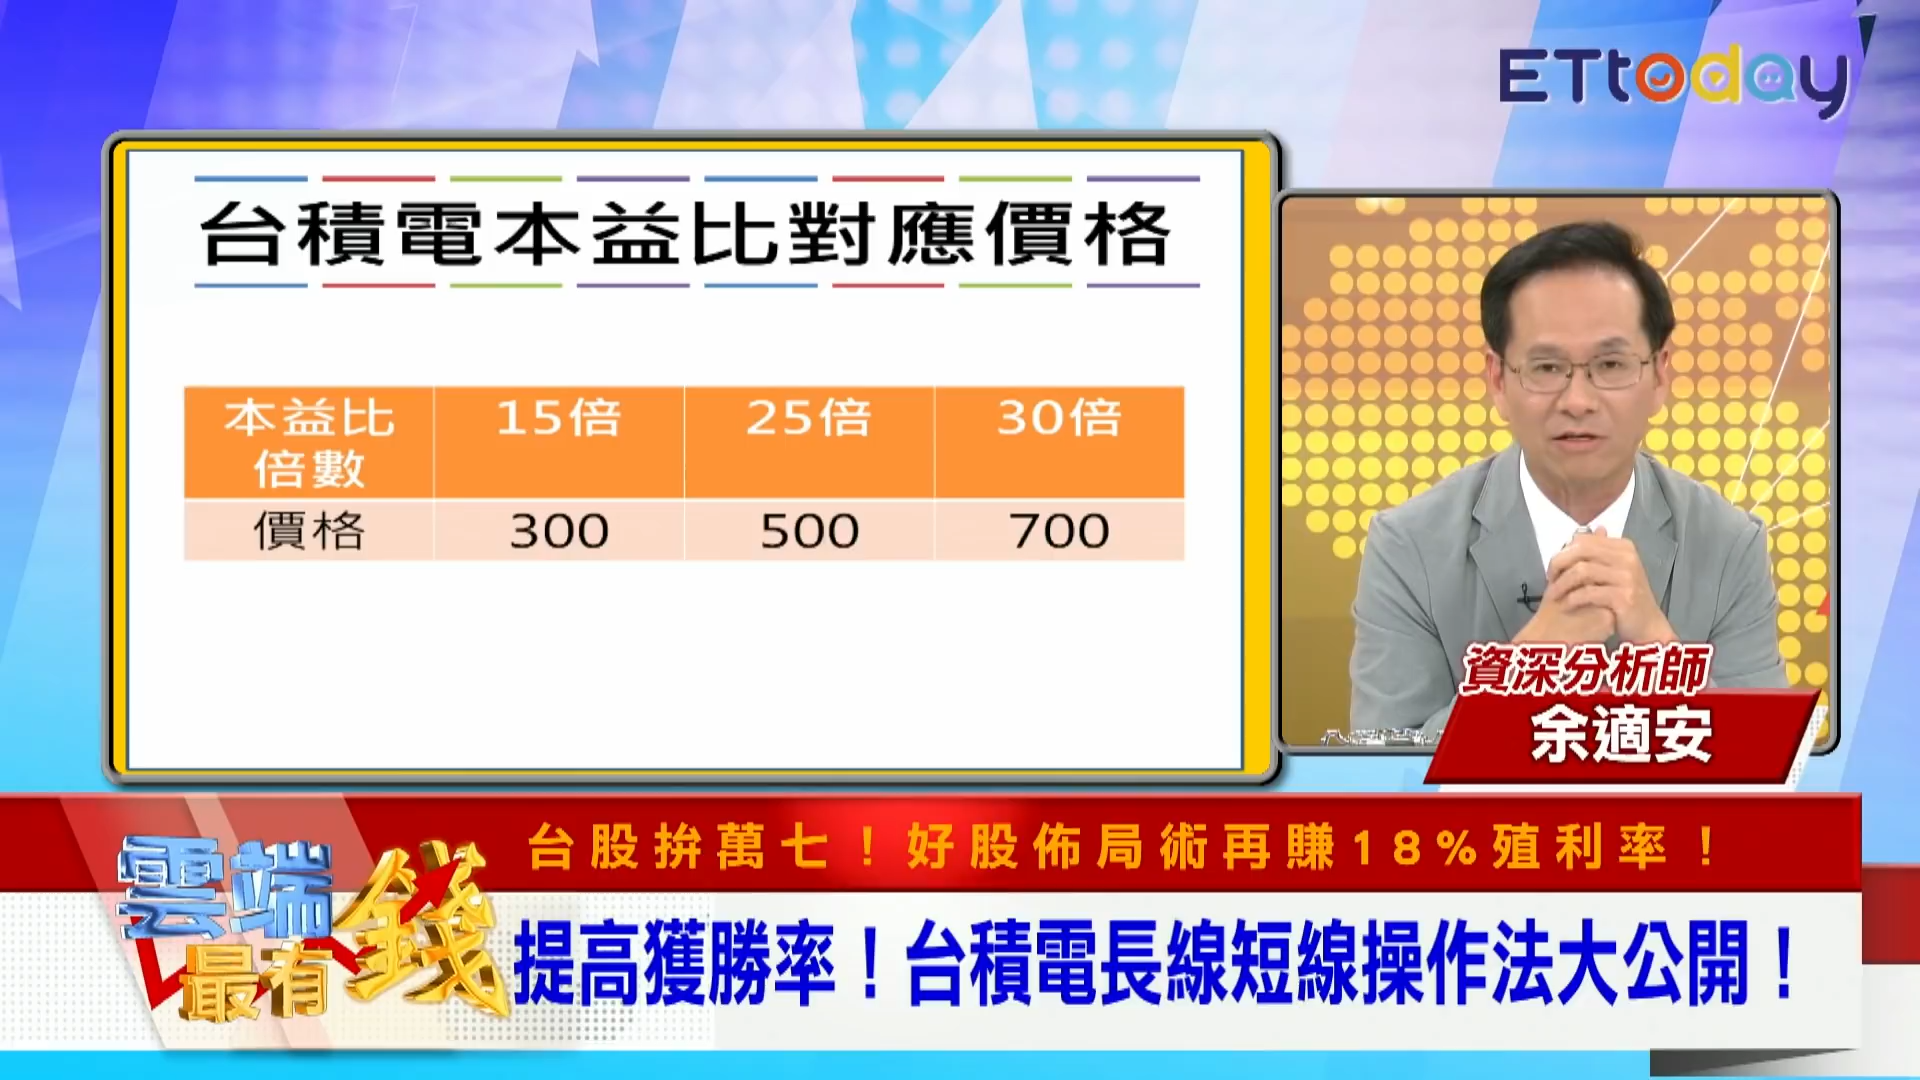 ETtoday
台積電本益比對應價格
本益比倍數 15倍 25倍 30倍
價格 300 500 700
資深分析師
余適安
台股拚萬七！好股佈局術再賺18%殖利率！
雲端最有錢
提高獲勝率！台積電長線短線操作法大公開！